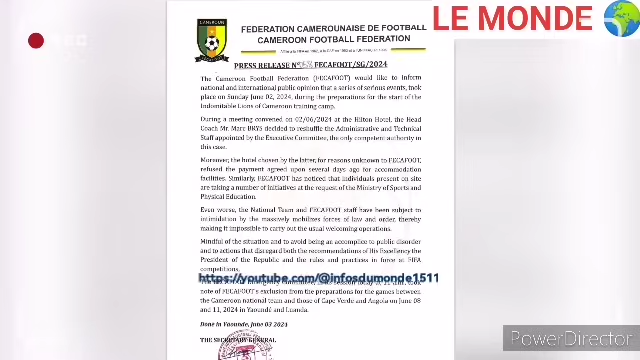 LE MONDE
CAMEROON
FEDERATION CAMEROUNAISE DE FOOTBALL
CAMEROON FOOTBALL FEDERATION
PRESS RELEASE N° FECAFOOT/SG/2024
The Cameroon Football Federation (FECAFOOT) would like to inform
national and international public opinion that a series of serious events, took
place on Sunday June 02, 2024, during the preparations for the start of the
Indomitable Lions of Cameroon training camp.
During a meeting convened on 02/06/2024 at the Hilton Hotel, the Head
Coach Mr. Marc BRYS decided to reshuffle the Administrative and Technical
Staff appointed by the Executive Committee, the only competent authority in
this case.
Moreover, the hotel chosen by the latter, for reasons unknown to FECAFOOT,
refused the payment agreed upon several days ago for accommodation
facilities. Similarly, FECAFOOT has noticed that individuals present on site
are taking a number of initiatives at the request of the Ministry of Sports and
Physical Education.
Even worse, the National Team and FECAFOOT staff have been subject to
intimidation by the massively mobilizes forces of law and order, thereby
making it impossible to carry out the usual welcoming operations.
Mindful of the situation and to avoid being an accomplice to public disorder
and to actions that disregard both the recommendations of His Excellency the
President of the Republic and the rules and practices in force at FIFA
competitions,
https://youtube.com/@infosdumonde1511
took
note of FECAFOOT's exclusion from the preparations for the games between
the Cameroon national team and those of Cape Verde and Angola on June 08
and 11, 2024 in Yaoundé and Luanda.
Done in Yaounde, June 03 2024
THE SECRETARY GENERAL
PowerDirector